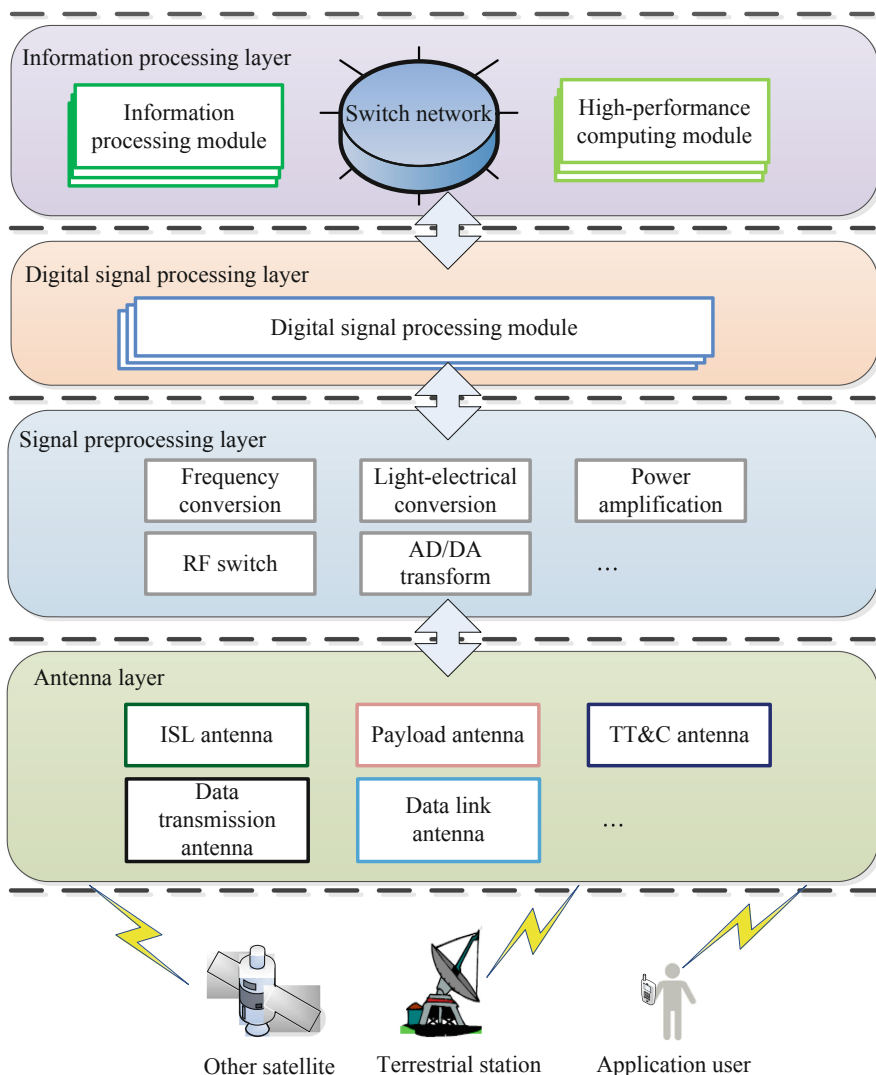 Information processing layer
Information
processing module
Switch network
High-performance
computing module
Digital signal processing layer
Digital signal processing module
Signal preprocessing layer
Frequency
conversion
Light-electrical
conversion
Power
amplification
RF switch
AD/DA
transform
...
Antenna layer
ISL antenna
Payload antenna
TT&C antenna
Data
transmission
antenna
Data link
antenna
...
Other satellite
Terrestrial station
Application user